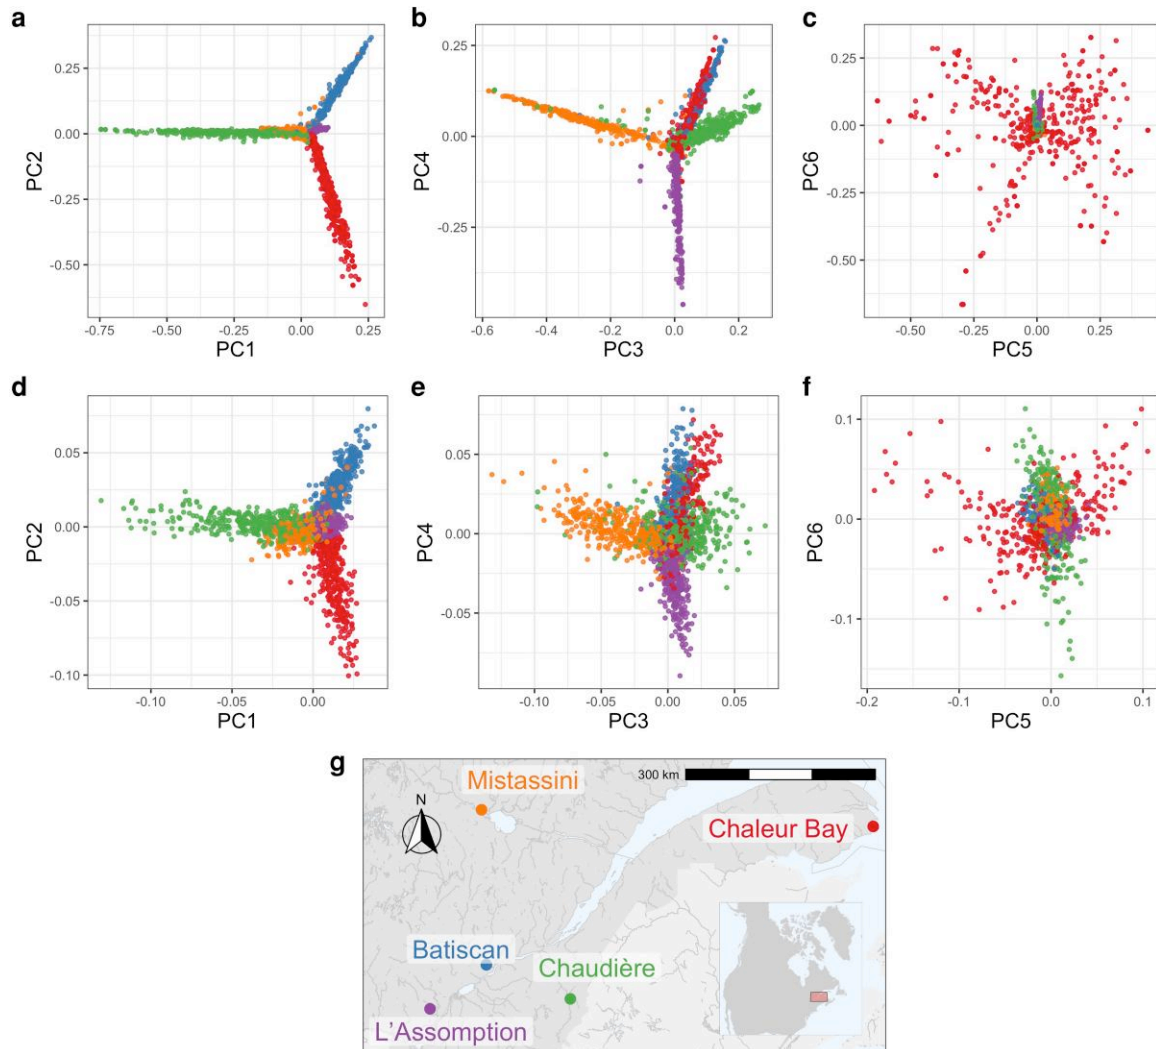 a
b
c
0.25
0.00
-0.25
-0.50
PC2
-0.75
-0.50
-0.25
0.00
0.25
PC1
0.25
0.00
-0.25
PC4
-0.6
-0.4
-0.2
0.0
0.2
PC3
0.25
0.00
-0.25
-0.50
PC6
-0.50
-0.25
0.00
0.25
PC5
d
e
f
0.05
0.00
-0.05
-0.10
PC2
-0.10
-0.05
0.00
PC1
0.05
0.00
-0.05
PC4
-0.10
-0.05
0.00
0.05
PC3
0.1
0.0
-0.1
PC6
-0.2
-0.1
0.0
0.1
PC5
g
Mistassini
300 km
N
Chaleur Bay
Batiscan
Chaudière
L'Assomption